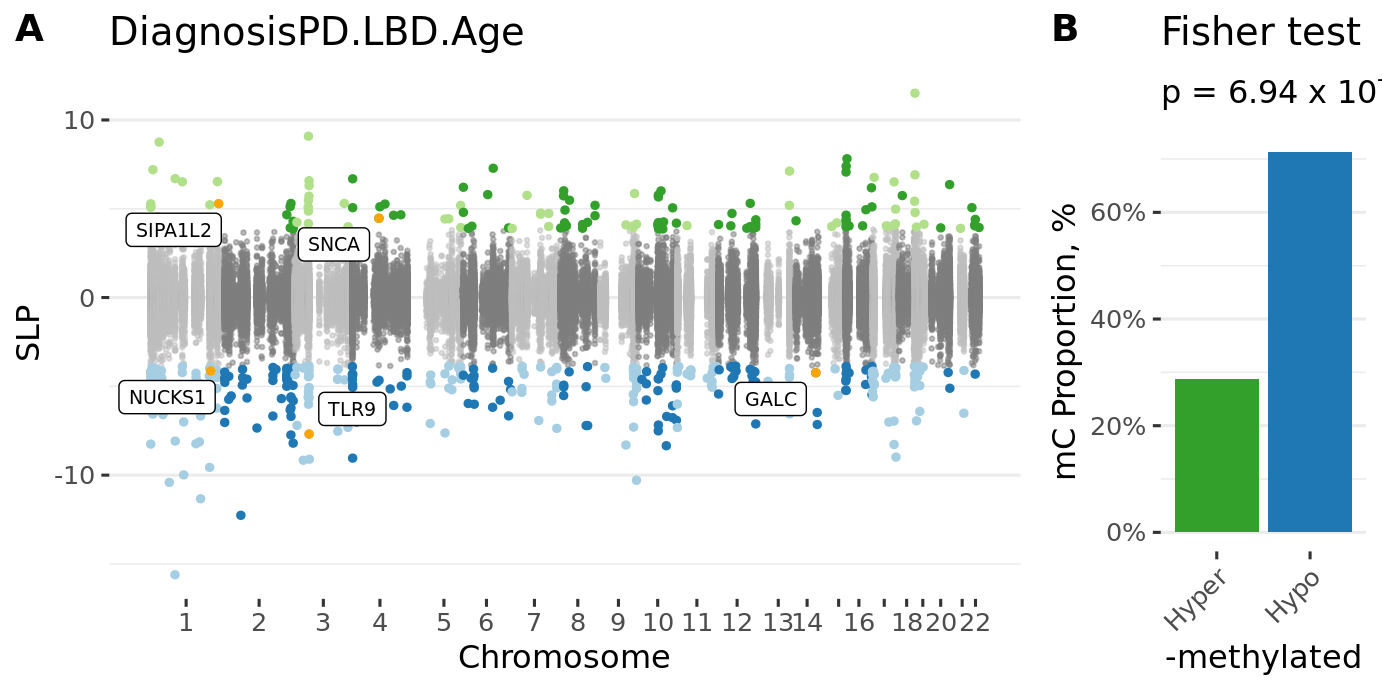 A DiagnosisPD.LBD.Age
SLP
10
0
-10
SIPA1L2
SNCA
NUCKS1
TLR9
GALC
1 2 3 4 5 6 7 8 9 10 11 12 13 14 16 18 20 22
Chromosome
B Fisher test
p = 6.94 x 10
mC Proportion, %
60%
40%
20%
0%
Hyper Hypo
-methylated